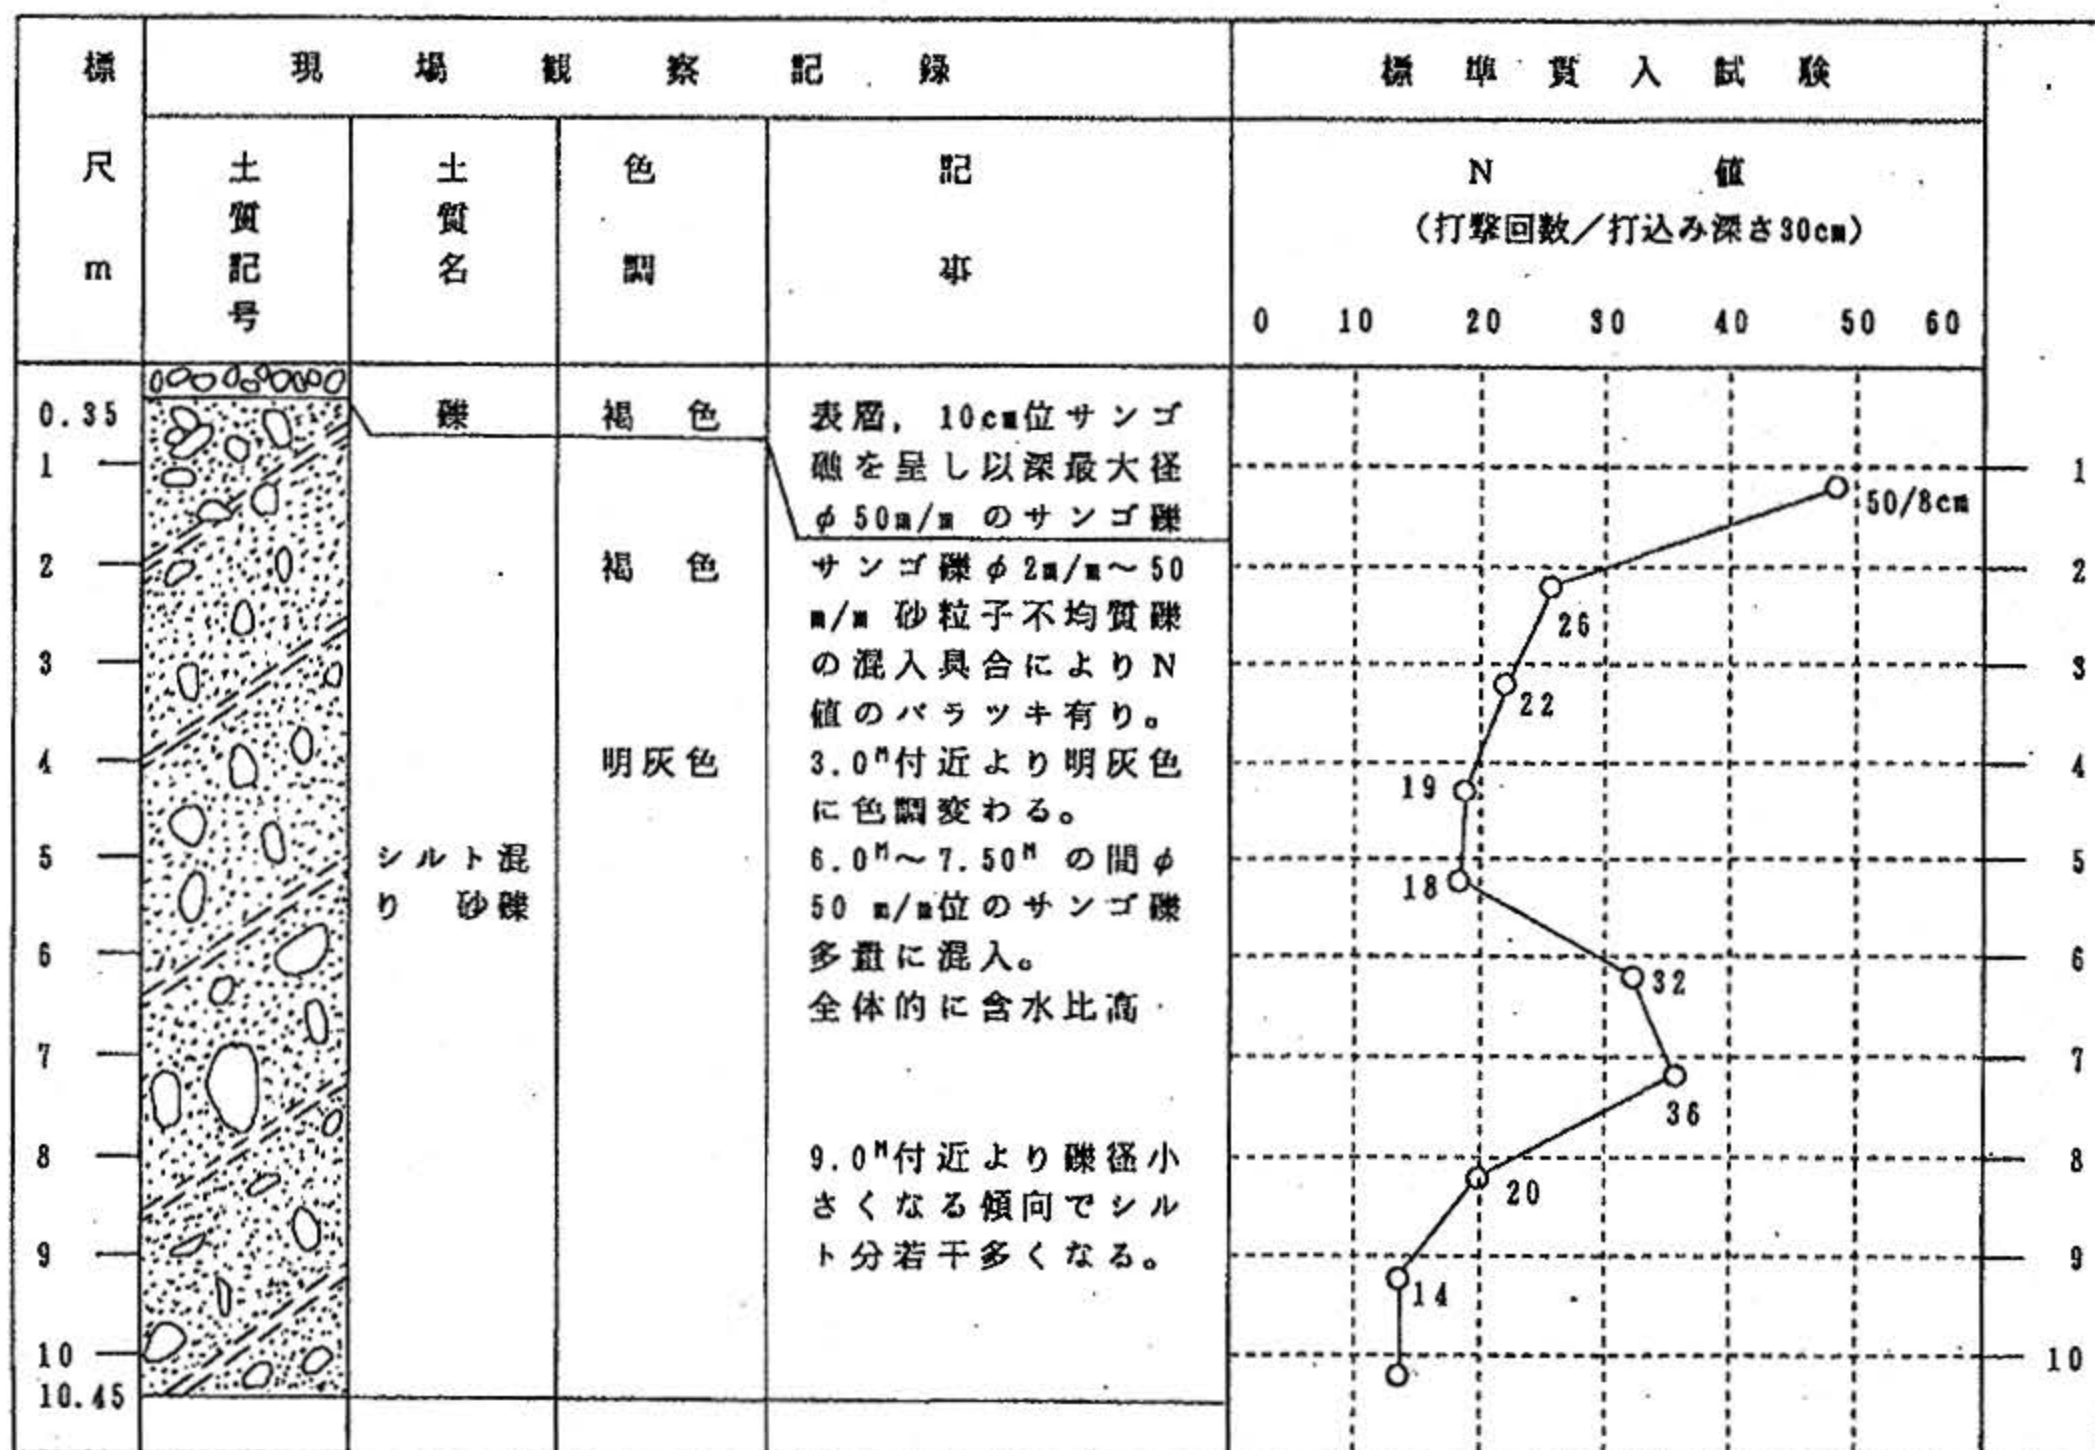 標尺m
現場観察記録
標準貫入試験
土質記号
土質名
色調
記事
N 値
(打撃回数/打込み深さ30cm)
0 10 20 30 40 50 60
0.35
1
2
3
4
5
6
7
8
9
10
10.45
礫
褐 色
表層, 10cm位サンゴ
礁を呈し以深最大径
φ50m/m のサンゴ礫
シルト混
り 砂礫
褐 色
明灰色
サンゴ礫φ2m/m~50
m/m 砂粒子不均質礫
の混入具合によりN
値のバラツキ有り。
3.0M付近より明灰色
に色調変わる。
6.0M~7.50M の間φ
50 m/m位のサンゴ礫
多量に混入。
全体的に含水比高
9.0M付近より礫径小
さくなる傾向でシル
ト分若干多くなる。
50/8cm
26
22
19
18
32
36
20
14
1
2
3
4
5
6
7
8
9
10